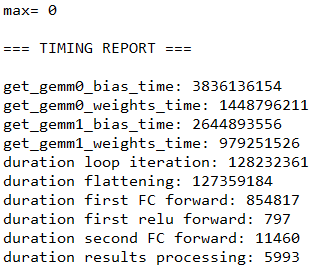 max= 0
=== TIMING REPORT ===
get_gemm0_bias_time: 3836136154
get_gemm0_weights_time: 1448796211
get_gemm1_bias_time: 2644893556
get_gemm1_weights_time: 979251526
duration loop iteration: 128232361
duration flattening: 127359184
duration first FC forward: 854817
duration first relu forward: 797
duration second FC forward: 11460
duration results processing: 5993